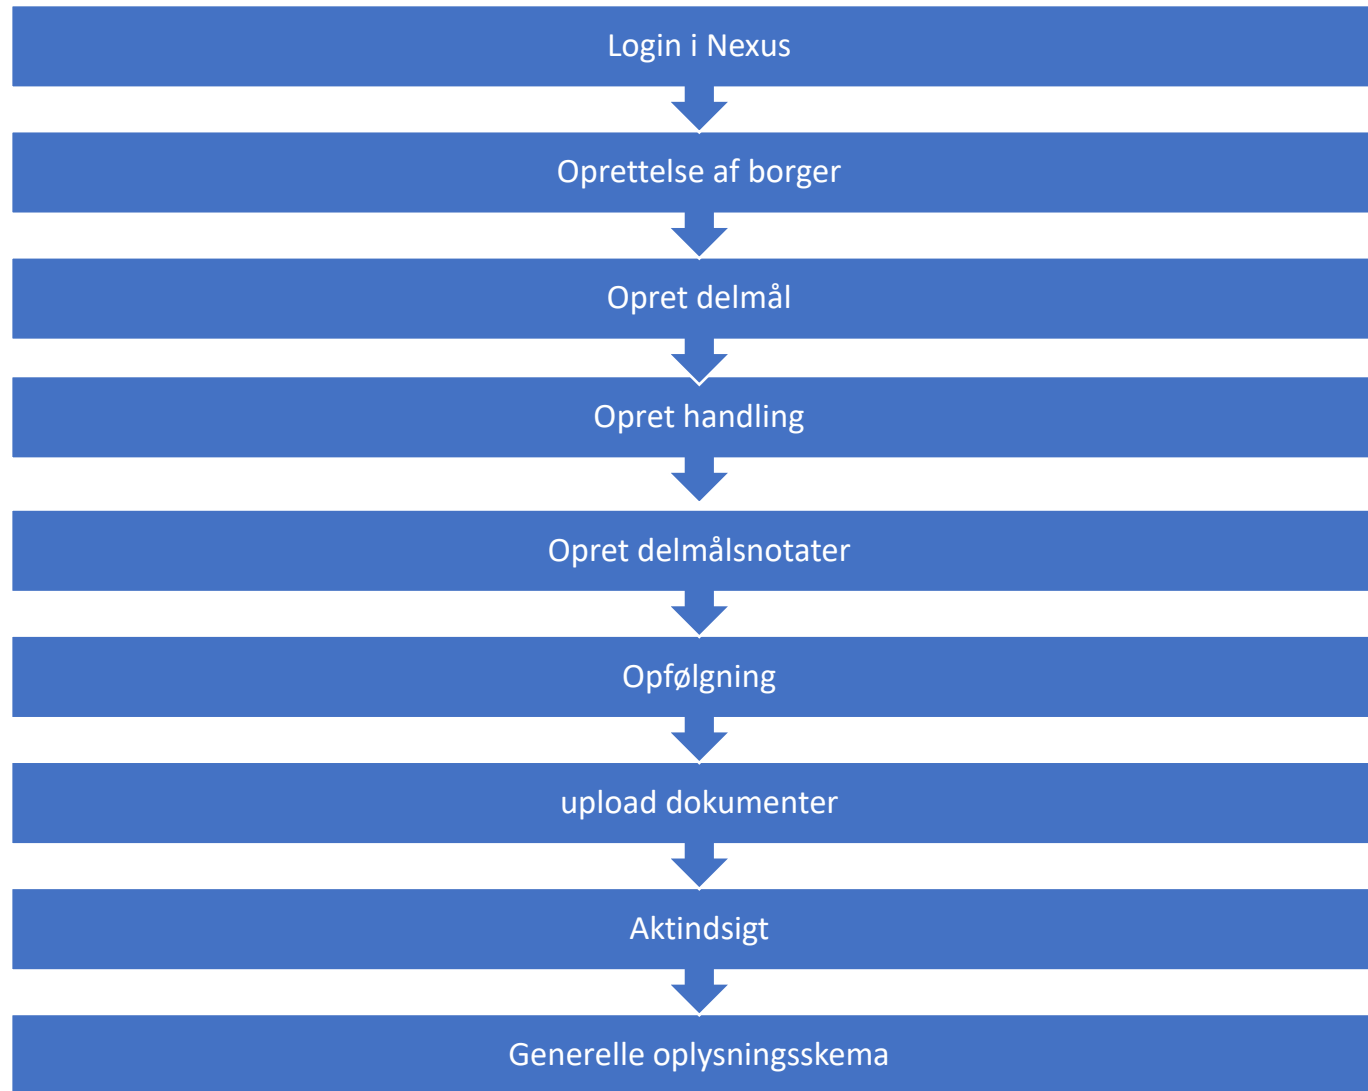 Login i Nexus
Oprettelse af borger
Opret delmål
Opret handling
Opret delmålsnotater
Opfølgning
upload dokumenter
Aktindsigt
Generelle oplysningsskema